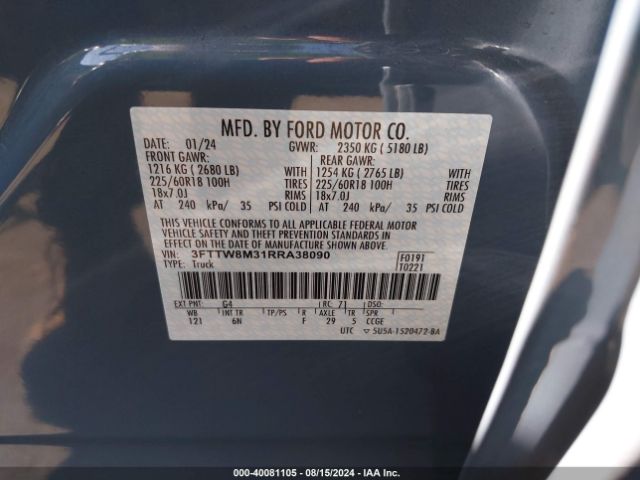 MFD. BY FORD MOTOR CO.
DATE: 01/24 GVWR: 2350 KG ( 5180 LB)
FRONT GAWR: REAR GAWR:
1216 KG ( 2680 LB) WITH 1254 KG ( 2765 LB) WITH
225/60R18 100H TIRES 225/60R18 100H TIRES
18x7.0J RIMS 18x7.0J RIMS
AT 240 kPa/ 35 PSI COLD AT 240 kPa/ 35 PSI COLD
THIS VEHICLE CONFORMS TO ALL APPLICABLE FEDERAL MOTOR
VEHICLE SAFETY AND THEFT PREVENTION STANDARDS IN EFFECT
ON THE DATE OF MANUFACTURE SHOWN ABOVE.
VIN: 3FTTW8M31RRA38090 F0191
TYPE: Truck T0221
EXT PNT: G4 RC: 71 DSO:
WB INT TR TP/PS R AXLE TR SPR
121 6N F 29 5 CCGE
UTC ▽ 5U5A-1520472-BA
Stock # - 40081105 - 08/15/2024 - IAA Inc.